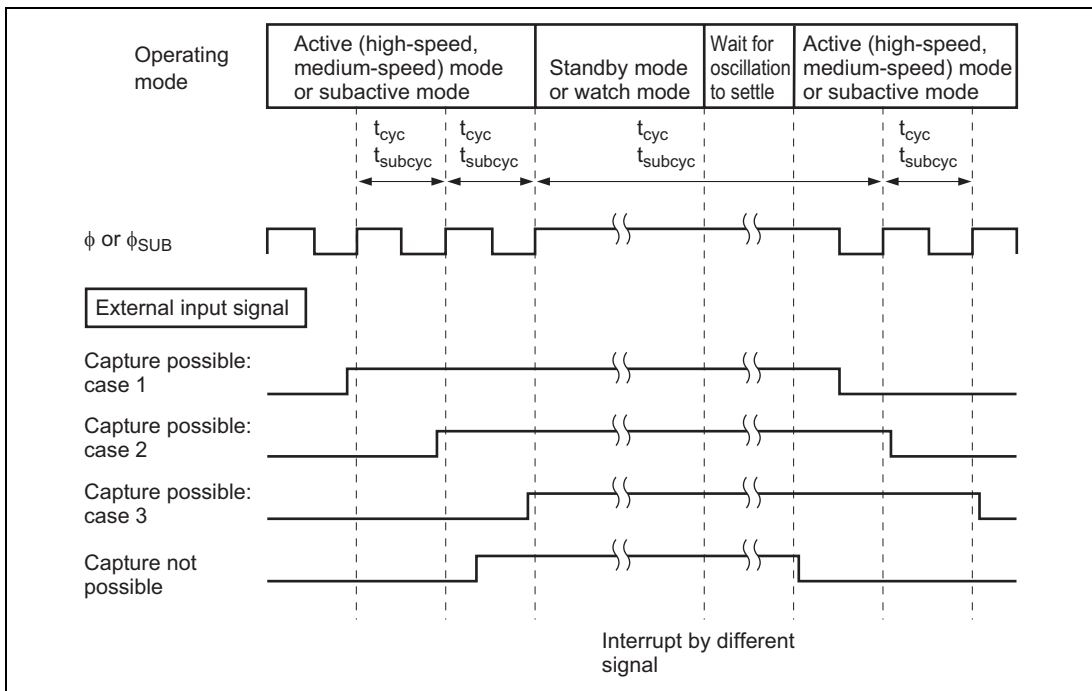 Operating
mode
Active (high-speed,
medium-speed) mode
or subactive mode
Standby mode
or watch mode
Wait for
oscillation
to settle
Active (high-speed,
medium-speed) mode
or subactive mode
tcyc
tsubcyc
tcyc
tsubcyc
tcyc
tsubcyc
tcyc
tsubcyc
ϕ or ϕSUB
External input signal
Capture possible:
case 1
Capture possible:
case 2
Capture possible:
case 3
Capture not
possible
Interrupt by different
signal